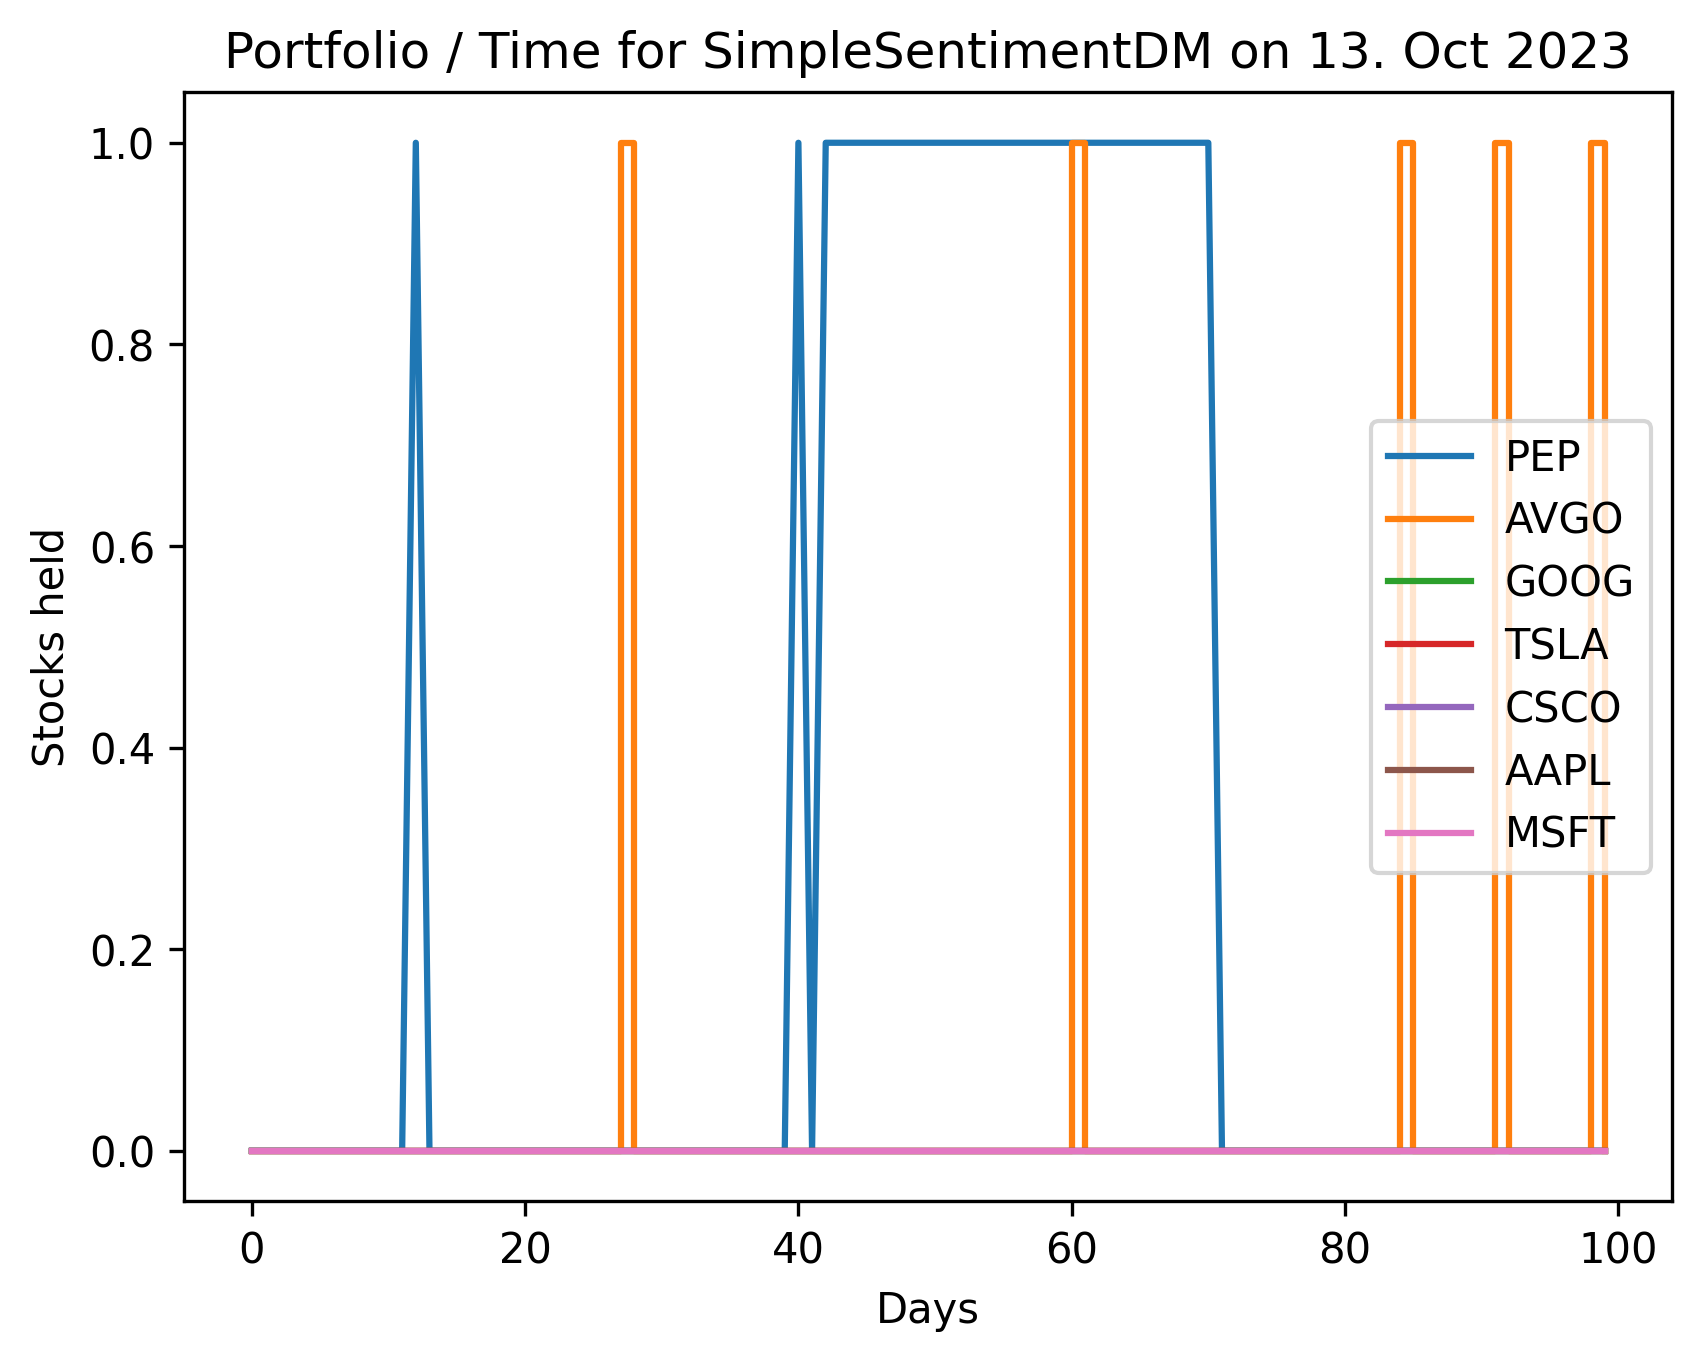 Portfolio / Time for SimpleSentimentDM on 13. Oct 2023
1.0
0.8
0.6
0.4
0.2
0.0
Stocks held
PEP
AVGO
GOOG
TSLA
CSCO
AAPL
MSFT
0 20 40 60 80 100
Days